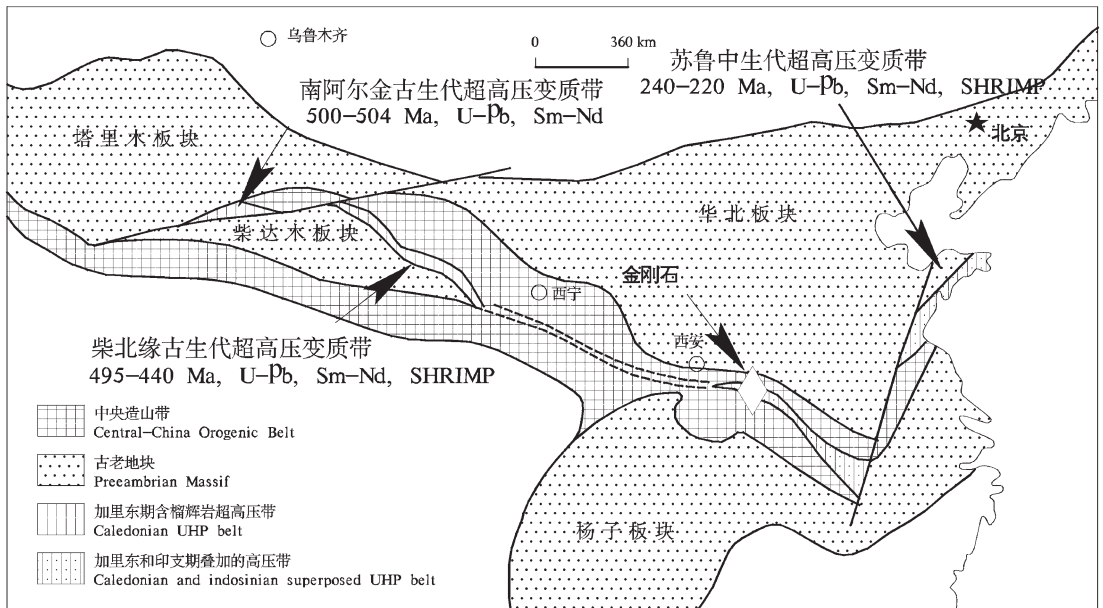 乌鲁木齐
0 360 km
苏鲁中生代超高压变质带
240-220 Ma, U-Pb, Sm-Nd, SHRIMP
南阿尔金古生代超高压变质带
500-504 Ma, U-Pb, Sm-Nd
北京
塔里木板块
华北板块
柴达木板块
金刚石
西宁
西安
柴北缘古生代超高压变质带
495-440 Ma, U-Pb, Sm-Nd, SHRIMP
中央造山带
Central-China Orogenic Belt
古老地块
Preeambrian Massif
加里东期含榴辉岩超高压带
Caledonian UHP belt
加里东和印支期叠加的高压带
Caledonian and indosinian superposed UHP belt
杨子板块